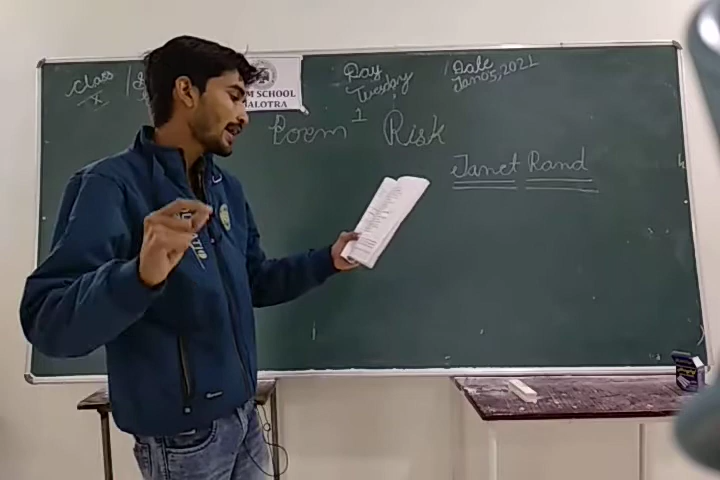 Class
X
Day
Tuesday
Date
Jan 05, 2021
M SCHOOL
ALOTRA
Poem 1 Risk
Janet Rand